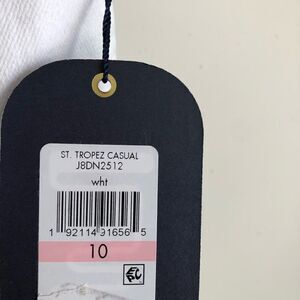 ST. TROPEZ CASUAL
J8DN2512
wht
1 92114 91656 5
10